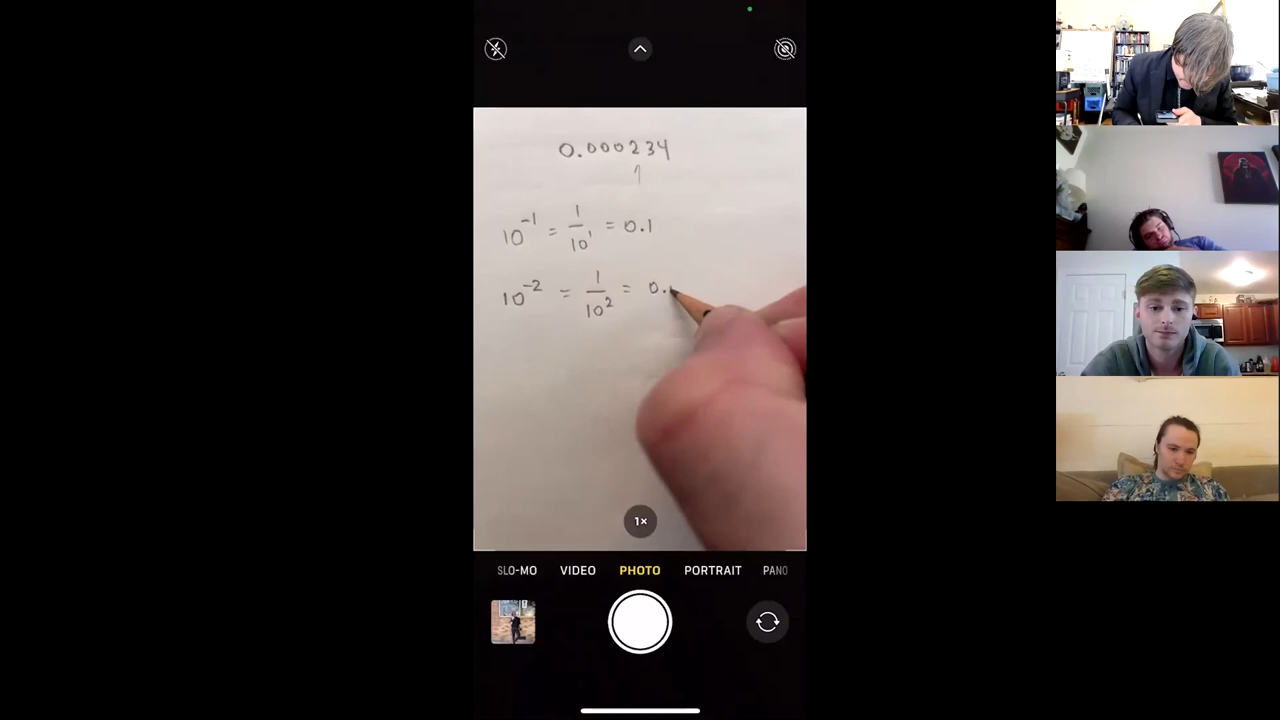 0.000234
10⁻¹ = 1/10¹ = 0.1
10⁻² = 1/10² = 0.
1×
SLO-MO VIDEO PHOTO PORTRAIT PANO